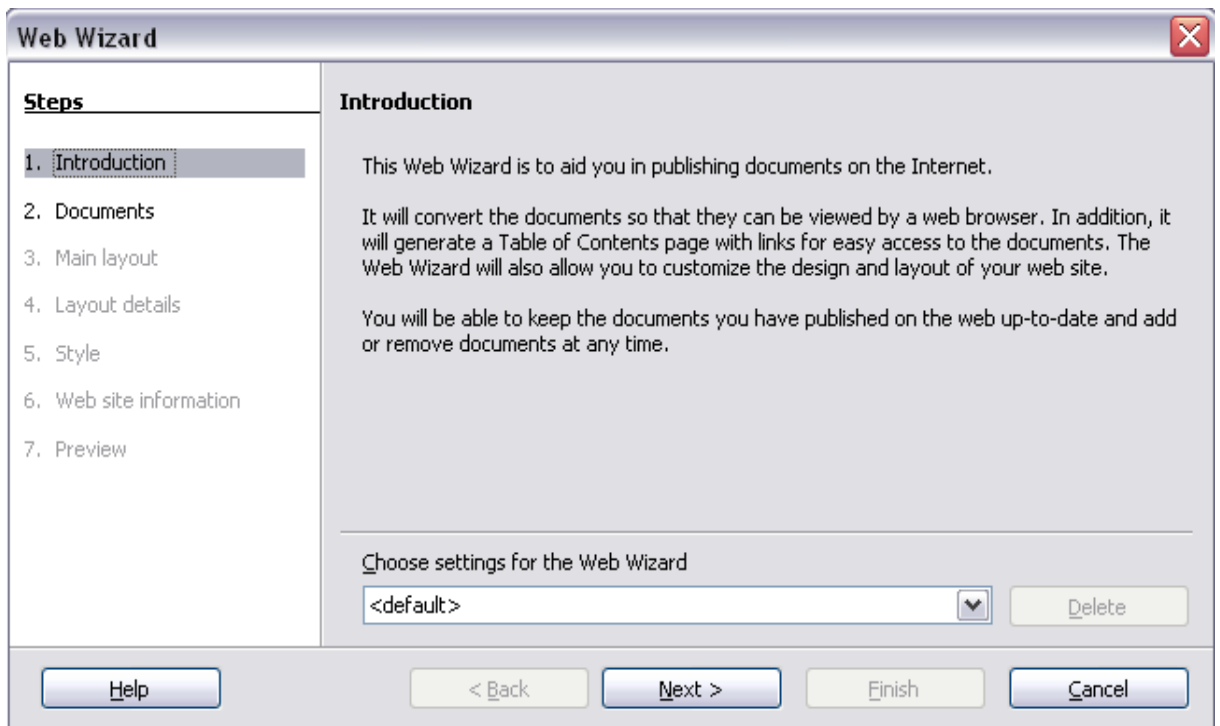 Web Wizard
Steps
1. Introduction
2. Documents
3. Main layout
4. Layout details
5. Style
6. Web site information
7. Preview
Introduction
This Web Wizard is to aid you in publishing documents on the Internet.
It will convert the documents so that they can be viewed by a web browser. In addition, it
will generate a Table of Contents page with links for easy access to the documents. The
Web Wizard will also allow you to customize the design and layout of your web site.
You will be able to keep the documents you have published on the web up-to-date and add
or remove documents at any time.
Choose settings for the Web Wizard
<default>
Delete
Help
< Back
Next >
Finish
Cancel